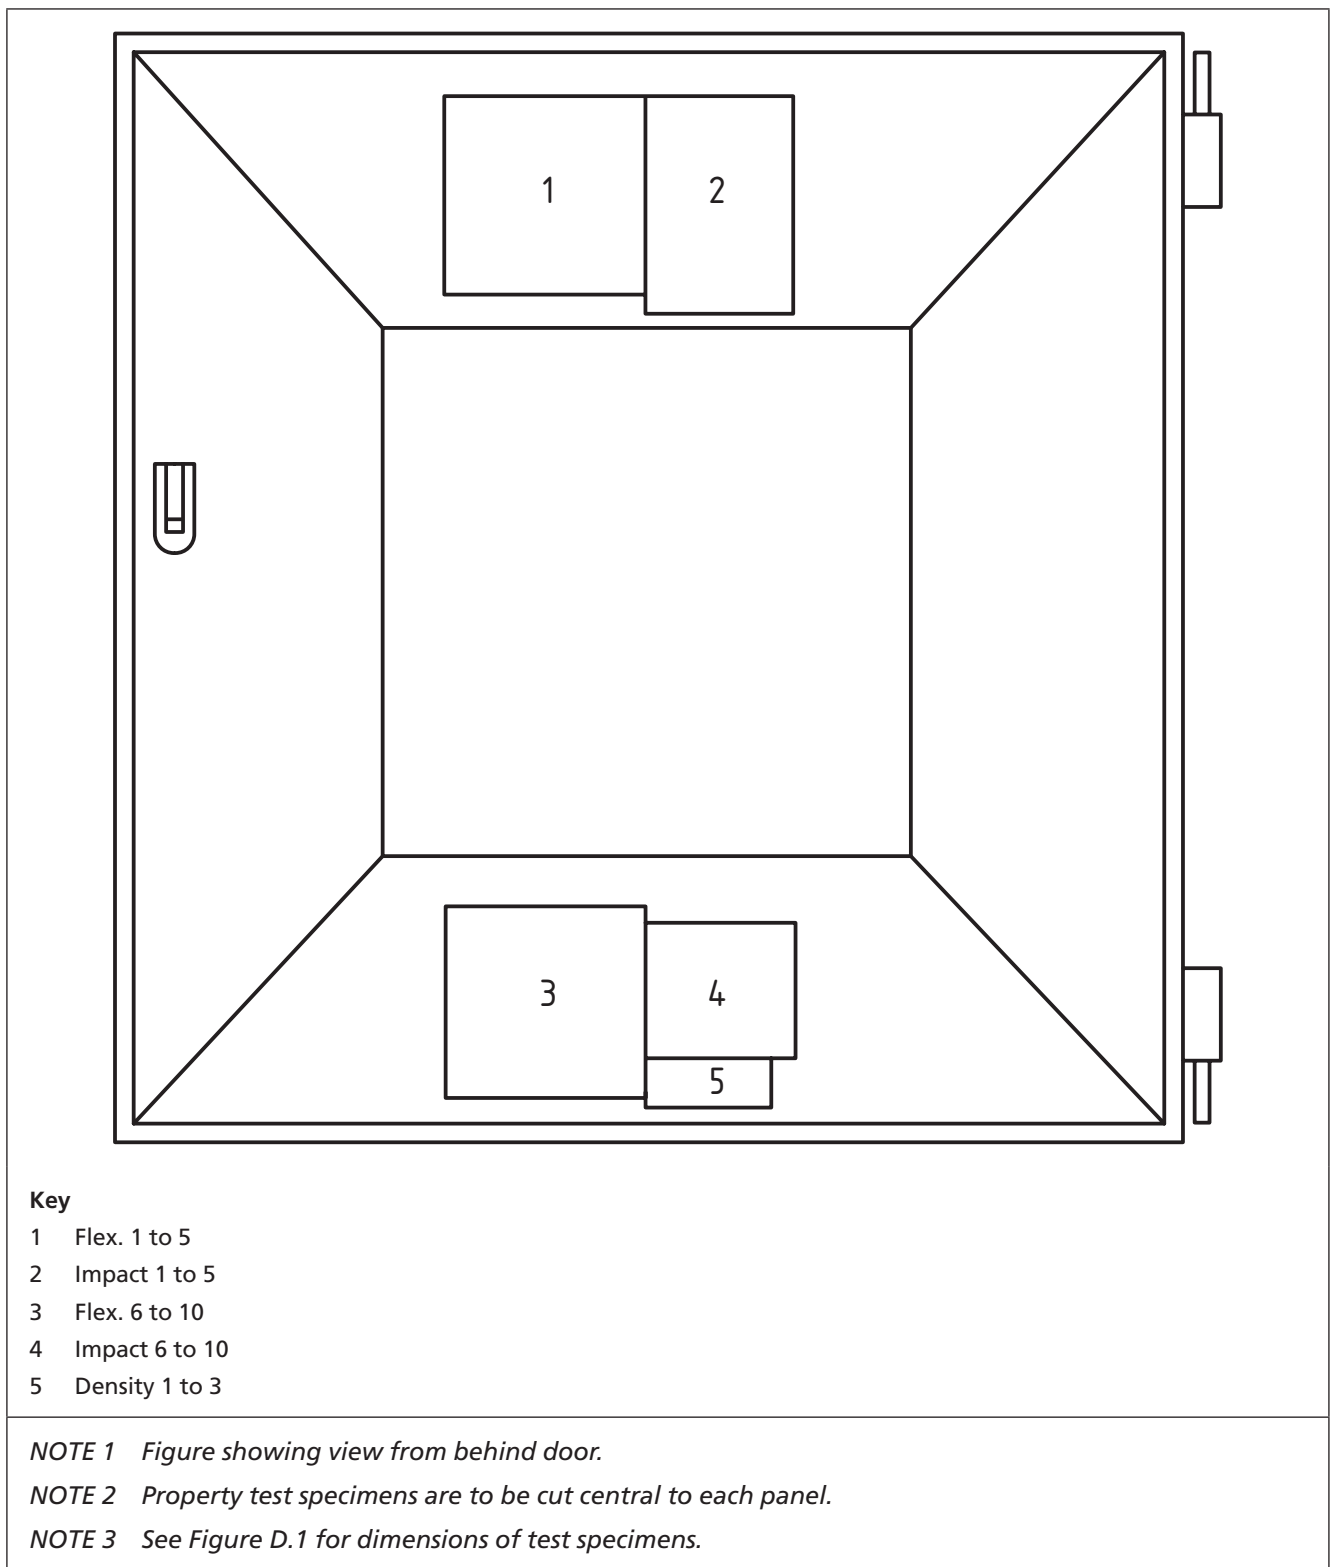 1 2
3 4
5
Key
1 Flex. 1 to 5
2 Impact 1 to 5
3 Flex. 6 to 10
4 Impact 6 to 10
5 Density 1 to 3
NOTE 1 Figure showing view from behind door.
NOTE 2 Property test specimens are to be cut central to each panel.
NOTE 3 See Figure D.1 for dimensions of test specimens.